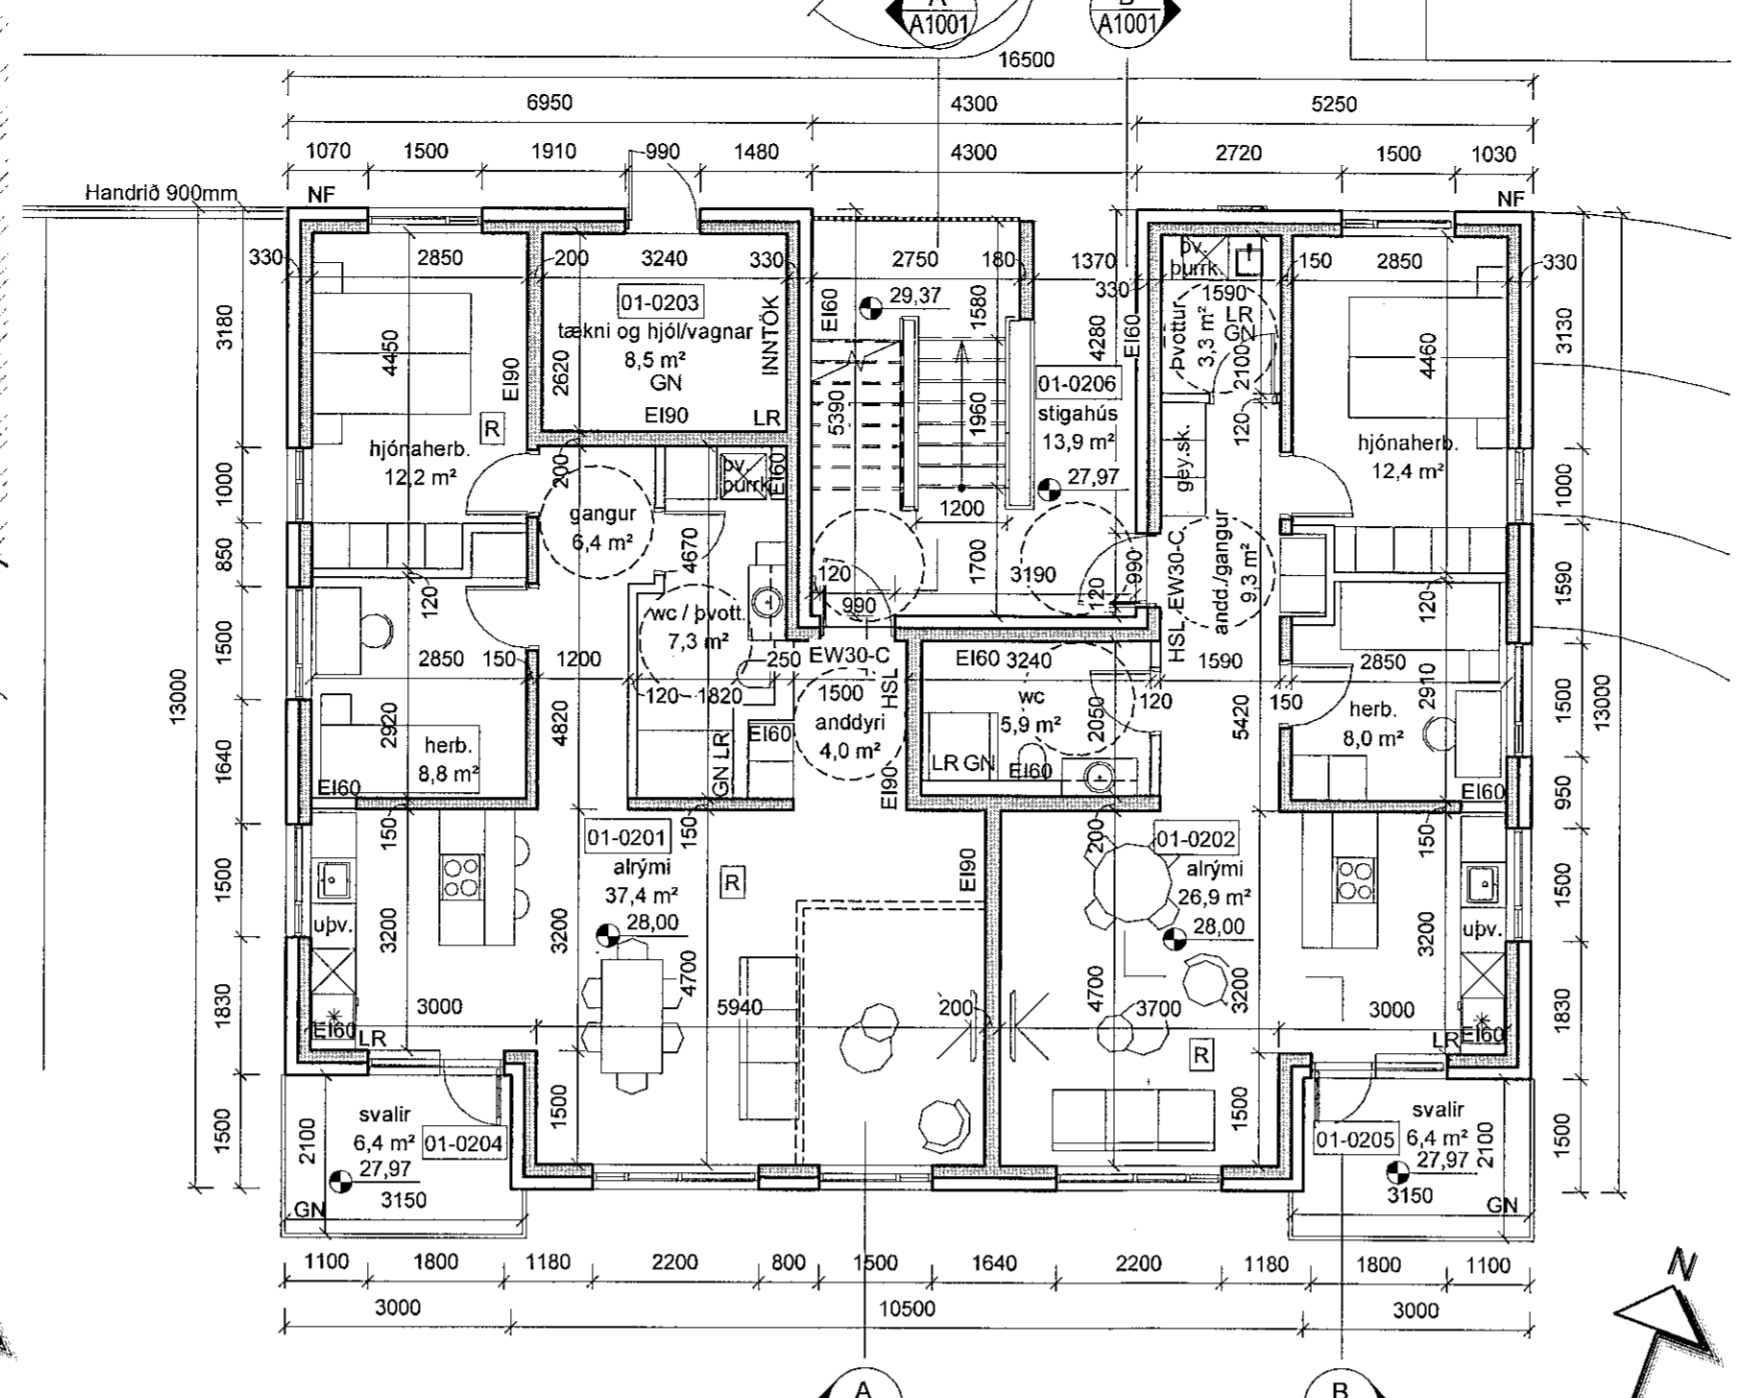 A
A1001
B
A1001
16500
6950
4300
5250
1070
1500
1910
990
1480
4300
2720
1500
1030
Handrið 900mm
NF
NF
330
2850
200
3240
330
2750
180
1370
330
1590
150
2850
330
þv.
þurrk.
01-0203
tækni og hjól/vagnar
8,5 m²
GN
EI90
LR
INNTÖK
EI60
29,37
1580
4280
EI60
Þvottur
3,3 m²
LR
GN
2100
3180
4450
EI90
2620
5390
1960
01-0206
stigahús
13,9 m²
27,97
120
4460
3130
R
hjónaherb.
12,2 m²
200
þv.
þurrk.
EI60
gey.sk.
hjónaherb.
12,4 m²
1000
gangur
6,4 m²
4670
1200
1700
3190
120
990
120
990
HSL EW30-C
andd./gangur
9,3 m²
1000
850
120
wc / þvott.
7,3 m²
120
1590
1500
2850
150
1200
250
EW30-C
HSL
EI60
3240
1590
2850
13000
120
1820
1500
anddyri
4,0 m²
wc
5,9 m²
2050
120
150
2910
1500
13000
2920
herb.
8,8 m²
4820
EI60
LR GN
EI60
5420
herb.
8,0 m²
1640
EI60
GN LR
EI90
EI60
950
150
01-0201
alrými
37,4 m²
28,00
150
R
EI90
200
01-0202
alrými
26,9 m²
28,00
150
1500
uþv.
3200
3200
4700
4700
3200
3200
uþv.
1500
3000
5940
200
3700
3000
1830
EI60
LR
R
LR
EI60
1830
1500
2100
svalir
6,4 m²
27,97
3150
01-0204
GN
1500
1500
01-0205
svalir
6,4 m²
27,97
3150
2100
GN
1500
1100
1800
1180
2200
800
1500
1640
2200
1180
1800
1100
3000
10500
3000
N
A
B